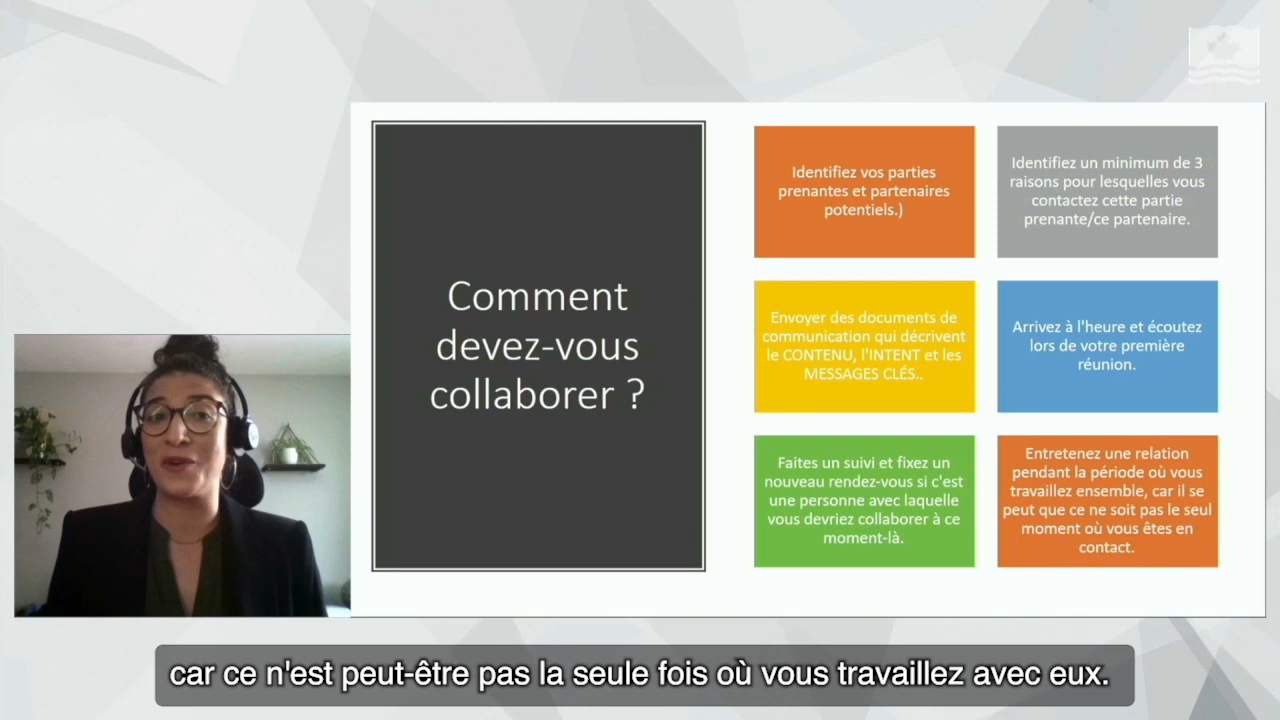 Comment
devez-vous
collaborer ?
Identifiez vos parties
prenantes et partenaires
potentiels.)
Identifiez un minimum de 3
raisons pour lesquelles vous
contactez cette partie
prenante/ce partenaire.
Envoyer des documents de
communication qui décrivent
le CONTENU, l'INTENT et les
MESSAGES CLÉS..
Arrivez à l'heure et écoutez
lors de votre première
réunion.
Faites un suivi et fixez un
nouveau rendez-vous si c'est
une personne avec laquelle
vous devriez collaborer à ce
moment-là.
Entretenez une relation
pendant la période où vous
travaillez ensemble, car il se
peut que ce ne soit pas le seul
moment où vous êtes en
contact.
car ce n'est peut-être pas la seule fois où vous travaillez avec eux.